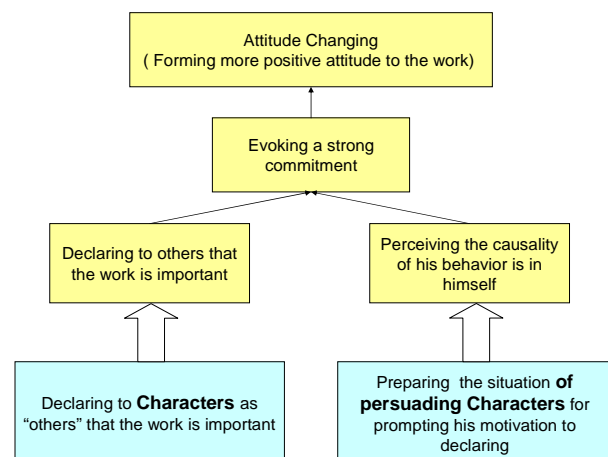 Attitude Changing
( Forming more positive attitude to the work)
Evoking a strong
commitment
Declaring to others that
the work is important
Perceiving the causality
of his behavior is in
himself
Declaring to Characters as
“others” that the work is important
Preparing the situation of
persuading Characters for
prompting his motivation to
declaring